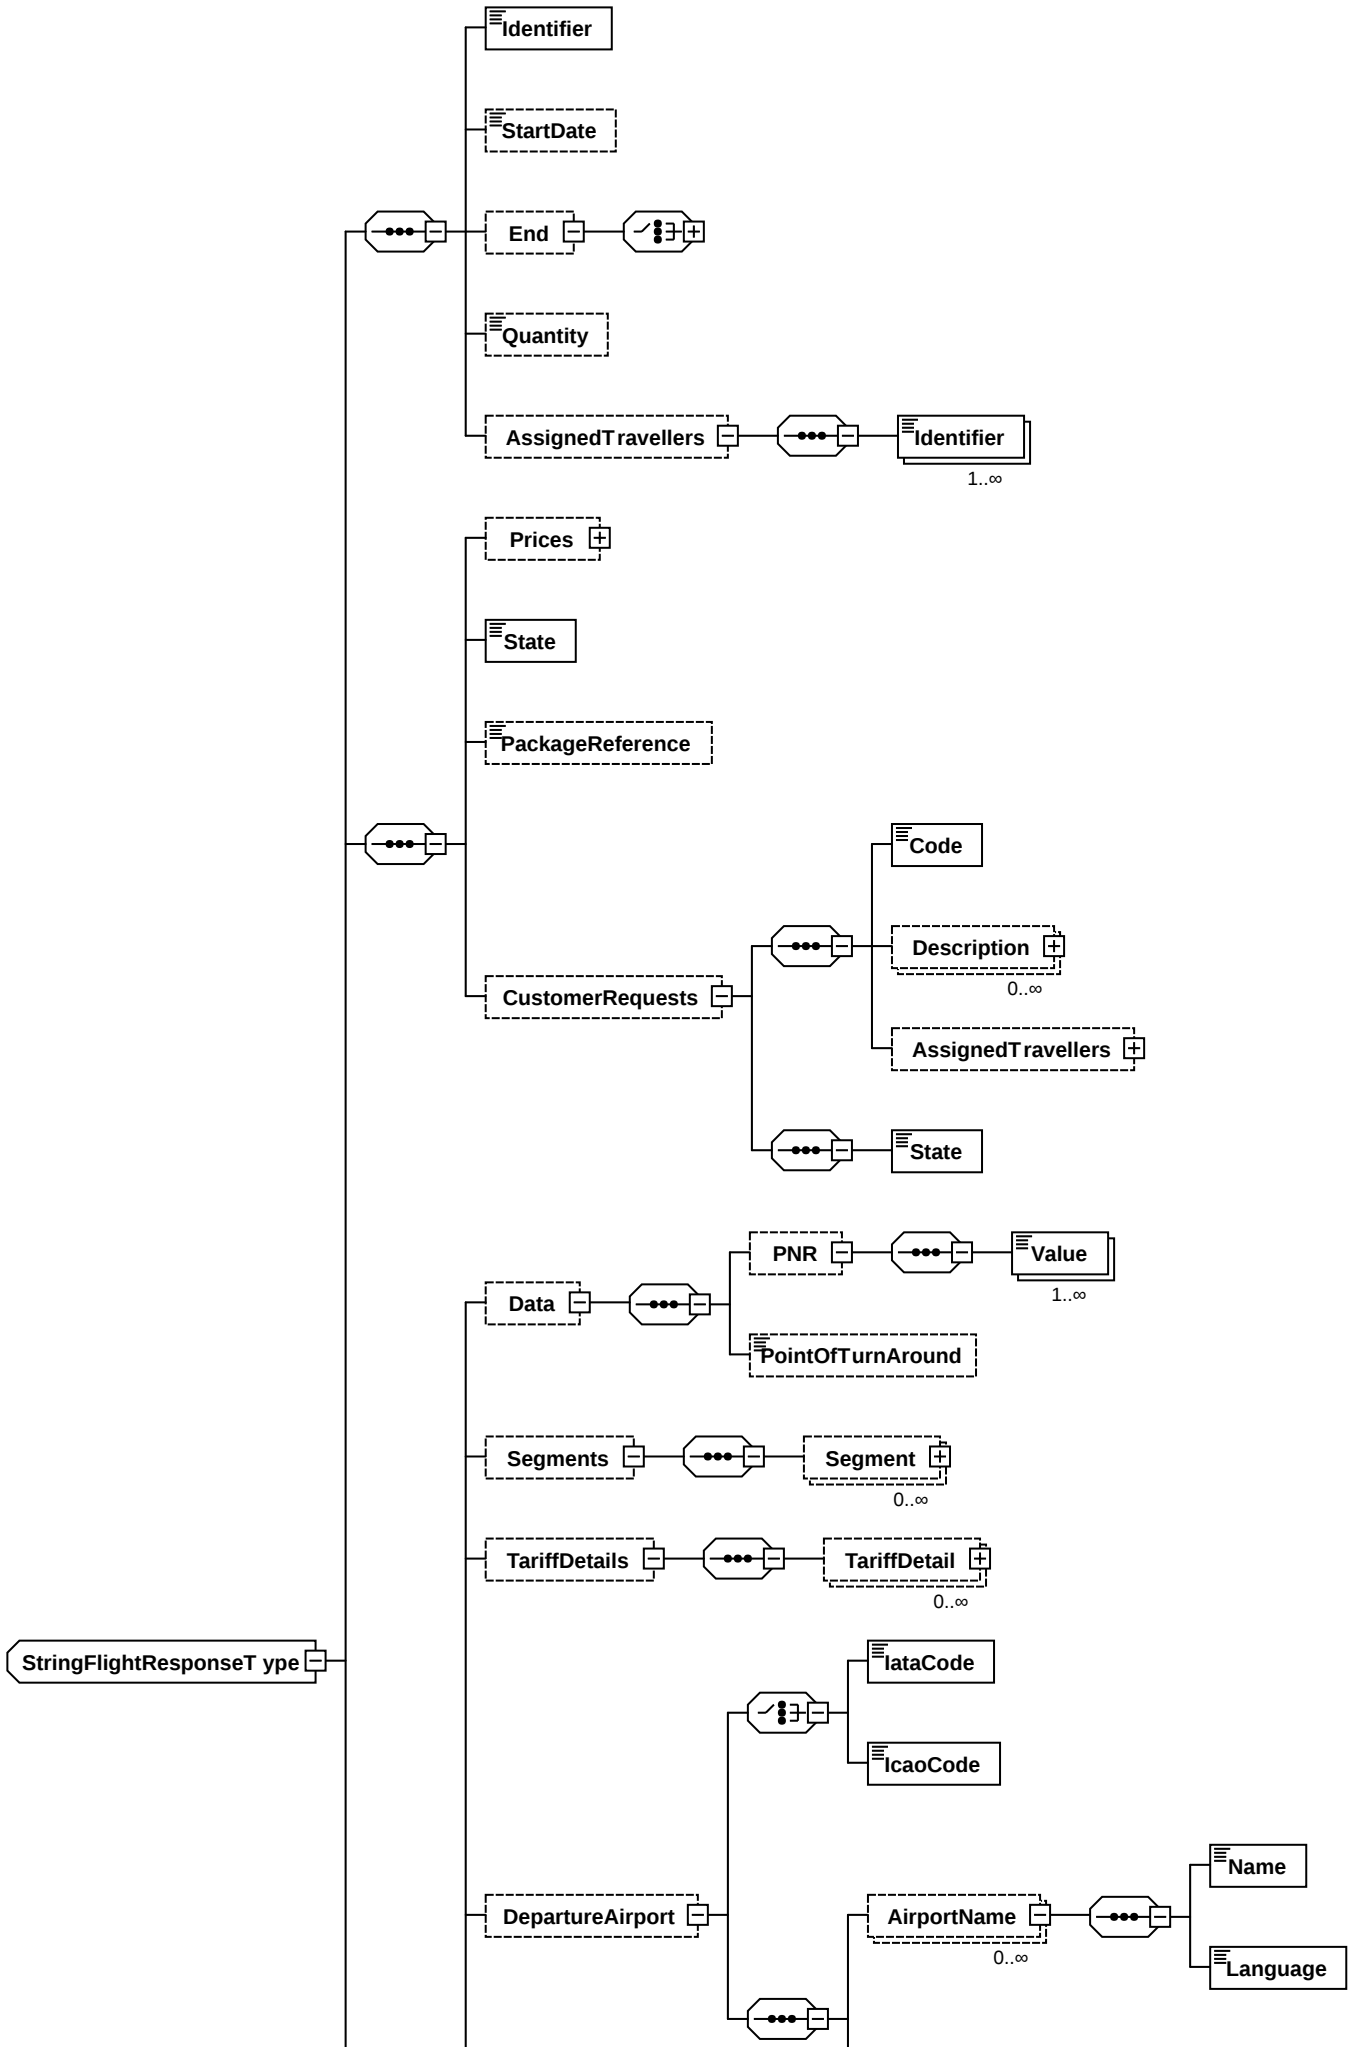 Identifier
StartDate
End
Quantity
AssignedTravellers
Identifier
1..∞
Prices
State
PackageReference
Code
Description
0..∞
CustomerRequests
AssignedTravellers
State
PNR
Value
1..∞
Data
PointOfTurnAround
Segments
Segment
0..∞
TariffDetails
TariffDetail
0..∞
StringFlightResponseT ype
IataCode
IcaoCode
Name
DepartureAirport
AirportName
0..∞
Language